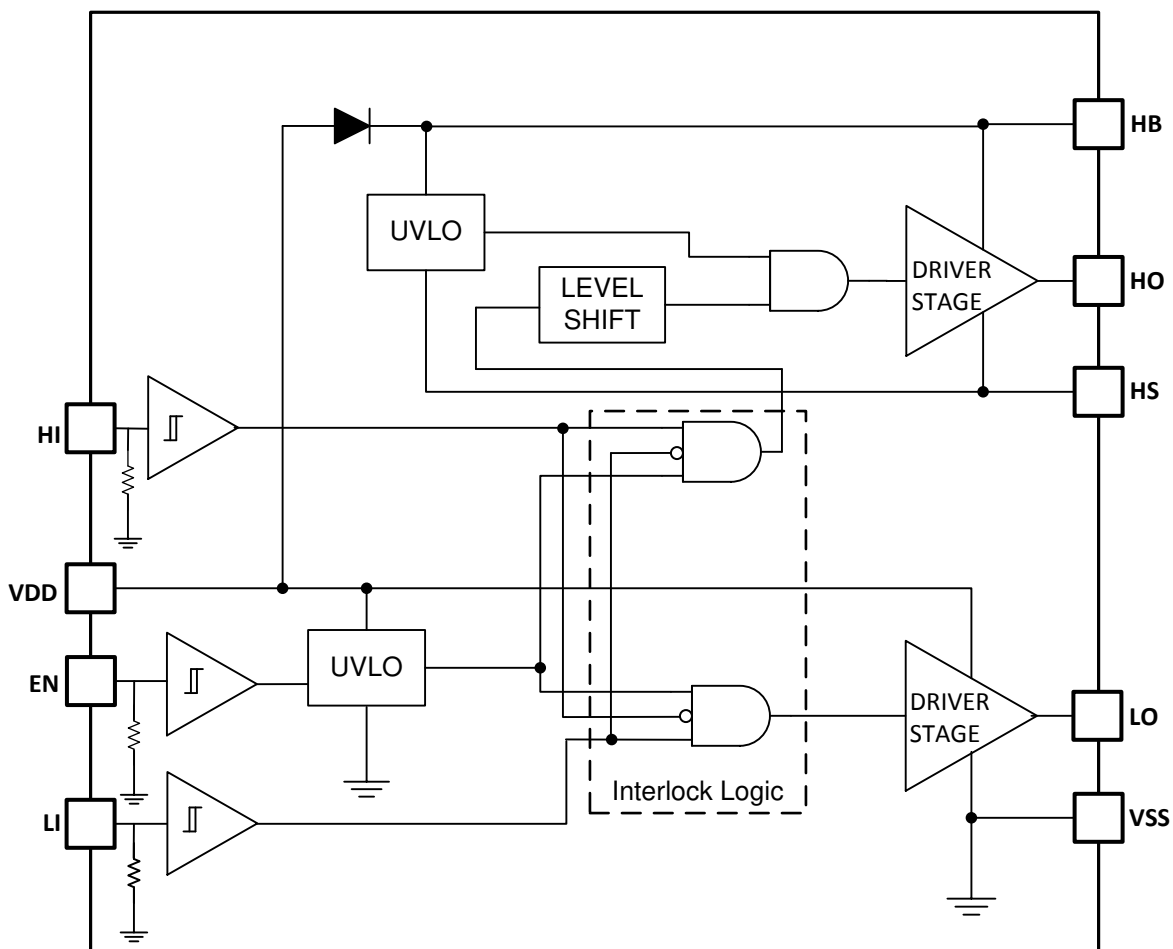 HB
UVLO
DRIVER
STAGE
HO
LEVEL
SHIFT
HS
HI
VDD
EN
UVLO
DRIVER
STAGE
LO
Interlock Logic
LI
VSS